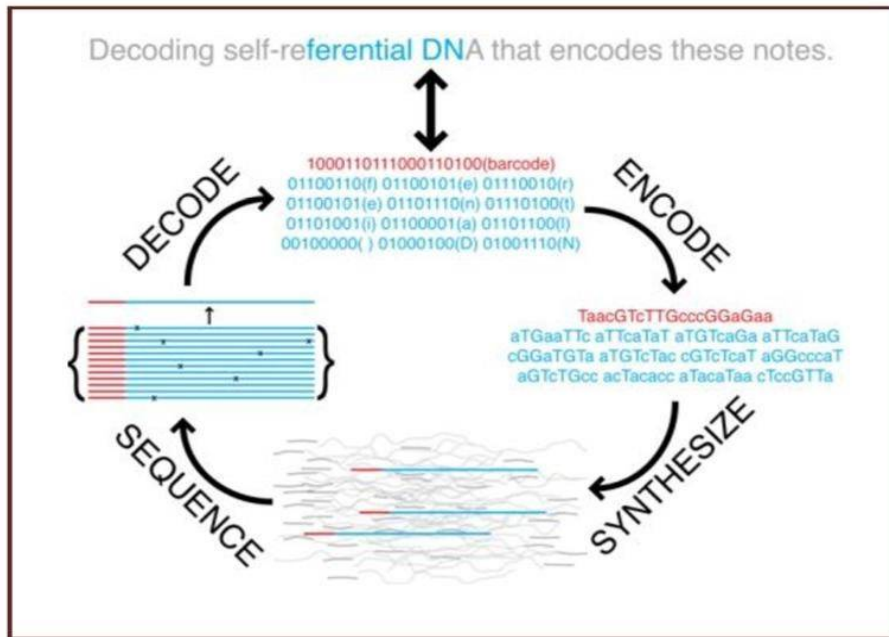 Decoding self-referential DNA that encodes these notes.
1000110111000110100(barcode)
01100110(f) 01100101(e) 01110010(r)
01100101(e) 01101110(n) 01110100(t)
01101001(i) 01100001(a) 01101100(l)
00100000( ) 01000100(D) 01001110(N)
ENCODE
TaacGTcTTGcccGGaGaa
aTGaaTTc aTTcaTaT aTGTcaGa aTTcaTaG
cGGaTGTa aTGTcTac cGTcTcaT aGGcccaT
aGTcTGcc acTacacc aTacaTaa cTccGTTa
SYNTHESIZE
SEQUENCE
DECODE